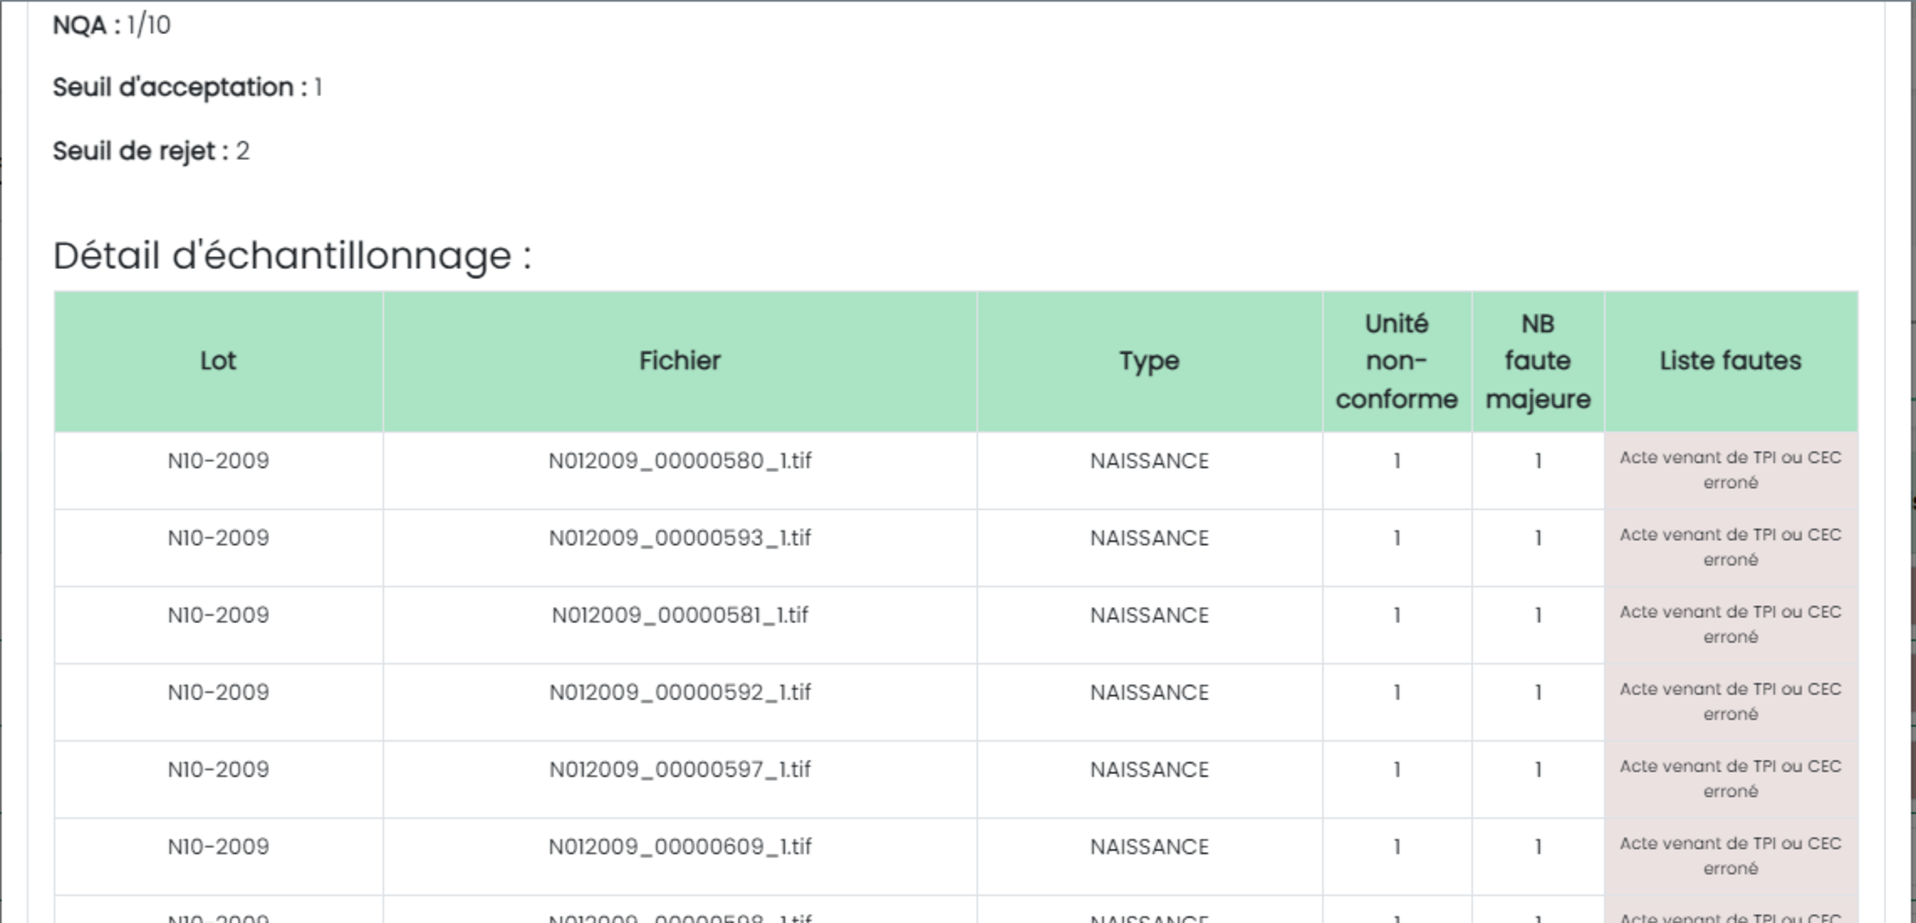 NQA : 1/10
Seuil d'acceptation : 1
Seuil de rejet : 2
Détail d'échantillonnage :
Lot Fichier Type Unité non-conforme NB faute majeure Liste fautes
N10-2009 N012009_00000580_1.tif NAISSANCE 1 1 Acte venant de TPI ou CEC erroné
N10-2009 N012009_00000593_1.tif NAISSANCE 1 1 Acte venant de TPI ou CEC erroné
N10-2009 N012009_00000581_1.tif NAISSANCE 1 1 Acte venant de TPI ou CEC erroné
N10-2009 N012009_00000592_1.tif NAISSANCE 1 1 Acte venant de TPI ou CEC erroné
N10-2009 N012009_00000597_1.tif NAISSANCE 1 1 Acte venant de TPI ou CEC erroné
N10-2009 N012009_00000609_1.tif NAISSANCE 1 1 Acte venant de TPI ou CEC erroné
N10-2009 N012009_00000598_1.tif NAISSANCE 1 1 Acte venant de TPI ou CEC